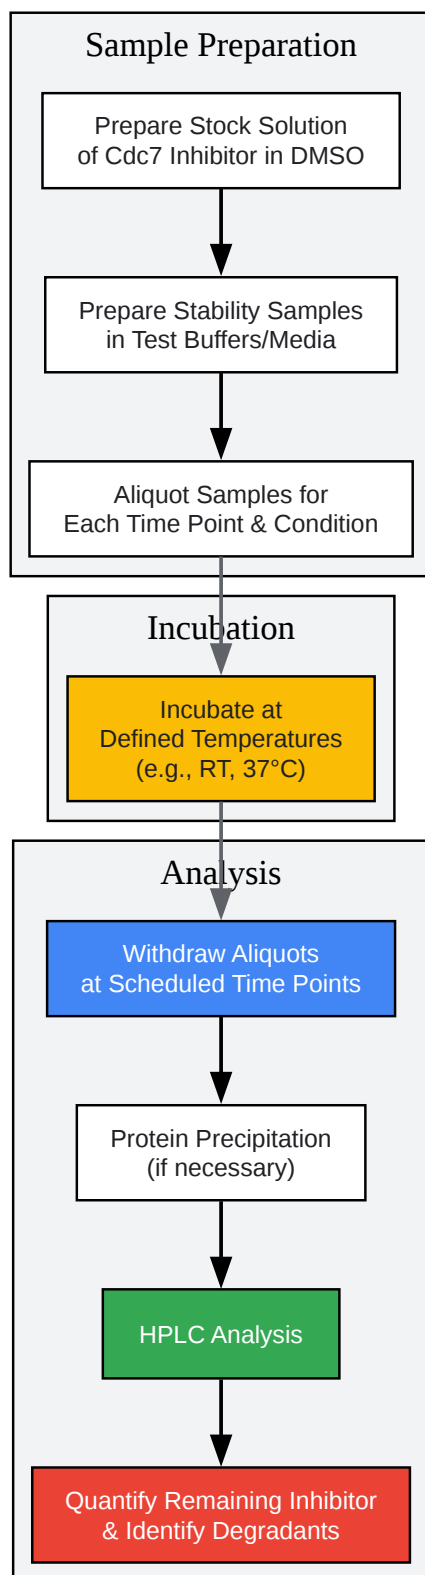 Sample Preparation
Prepare Stock Solution
of Cdc7 Inhibitor in DMSO
Prepare Stability Samples
in Test Buffers/Media
Aliquot Samples for
Each Time Point & Condition
Incubation
Incubate at
Defined Temperatures
(e.g., RT, 37°C)
Analysis
Withdraw Aliquots
at Scheduled Time Points
Protein Precipitation
(if necessary)
HPLC Analysis
Quantify Remaining Inhibitor
& Identify Degradants